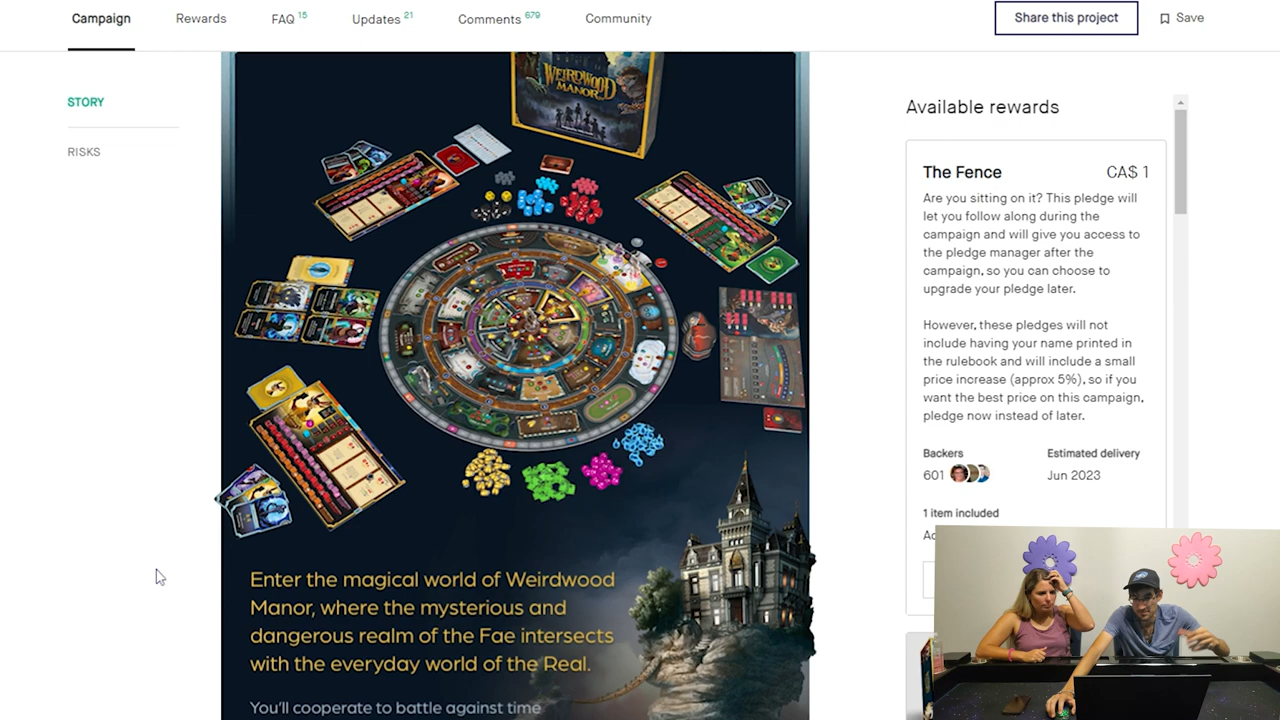 Campaign
Rewards
FAQ 15
Updates 21
Comments 679
Community
Share this project
Save
STORY
RISKS
WEIRDWOOD
MANOR
Enter the magical world of Weirdwood
Manor, where the mysterious and
dangerous realm of the Fae intersects
with the everyday world of the Real.
You'll cooperate to battle against time
Available rewards
The Fence
CA$ 1
Are you sitting on it? This pledge will
let you follow along during the
campaign and will give you access to
the pledge manager after the
campaign, so you can choose to
upgrade your pledge later.
However, these pledges will not
include having your name printed in
the rulebook and will include a small
price increase (approx 5%), so if you
want the best price on this campaign,
pledge now instead of later.
Backers
Estimated delivery
601
Jun 2023
1 item included